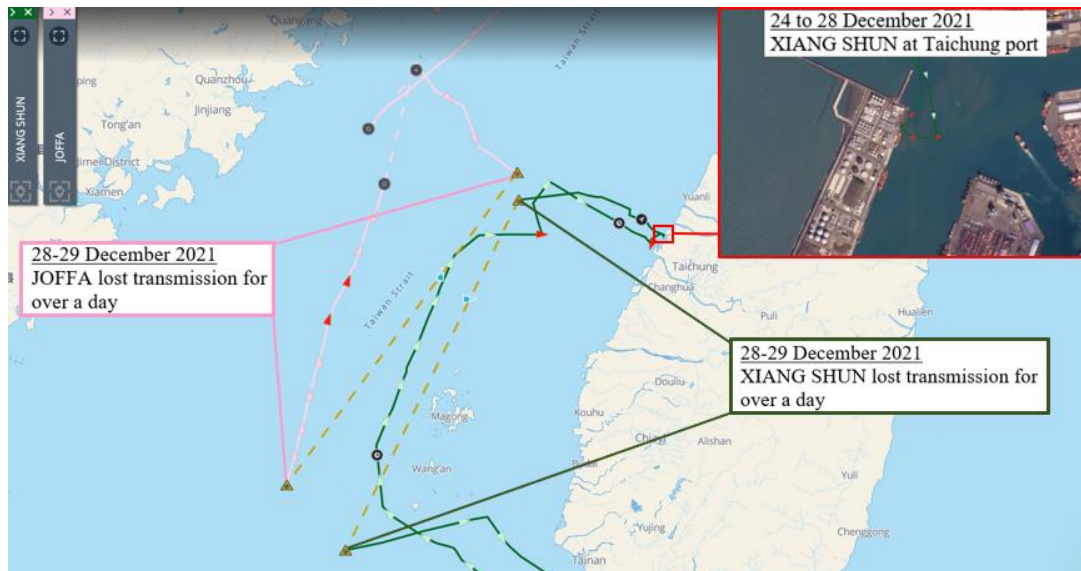 XIANG SHUN
JOFFA
Quangang
Quanzhou
Jinjiang
Tong'an
Jimei District
Xiamen
Taiwan Strait
24 to 28 December 2021
XIANG SHUN at Taichung port
28-29 December 2021
JOFFA lost transmission for
over a day
Taiwan Strait
Yuanli
Taichung
Changhua
Puli
Hualien
28-29 December 2021
XIANG SHUN lost transmission for
over a day
Douliu
Kouhu
Magong
Chiayi
Alishan
Wang'an
Yuli
Yujing
Chenggong
Tainan